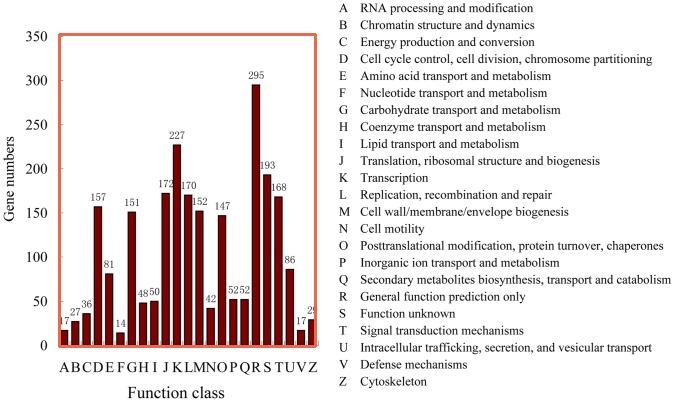 350
300
250
200
150
100
50
0
Gene numbers
17
27
36
157
81
14
151
48
50
172
227
170
152
42
147
52
52
295
193
168
86
17
29
A B C D E F G H I J K L M N O P Q R S T U V Z
Function class
A RNA processing and modification
B Chromatin structure and dynamics
C Energy production and conversion
D Cell cycle control, cell division, chromosome partitioning
E Amino acid transport and metabolism
F Nucleotide transport and metabolism
G Carbohydrate transport and metabolism
H Coenzyme transport and metabolism
I Lipid transport and metabolism
J Translation, ribosomal structure and biogenesis
K Transcription
L Replication, recombination and repair
M Cell wall/membrane/envelope biogenesis
N Cell motility
O Posttranslational modification, protein turnover, chaperones
P Inorganic ion transport and metabolism
Q Secondary metabolites biosynthesis, transport and catabolism
R General function prediction only
S Function unknown
T Signal transduction mechanisms
U Intracellular trafficking, secretion, and vesicular transport
V Defense mechanisms
Z Cytoskeleton